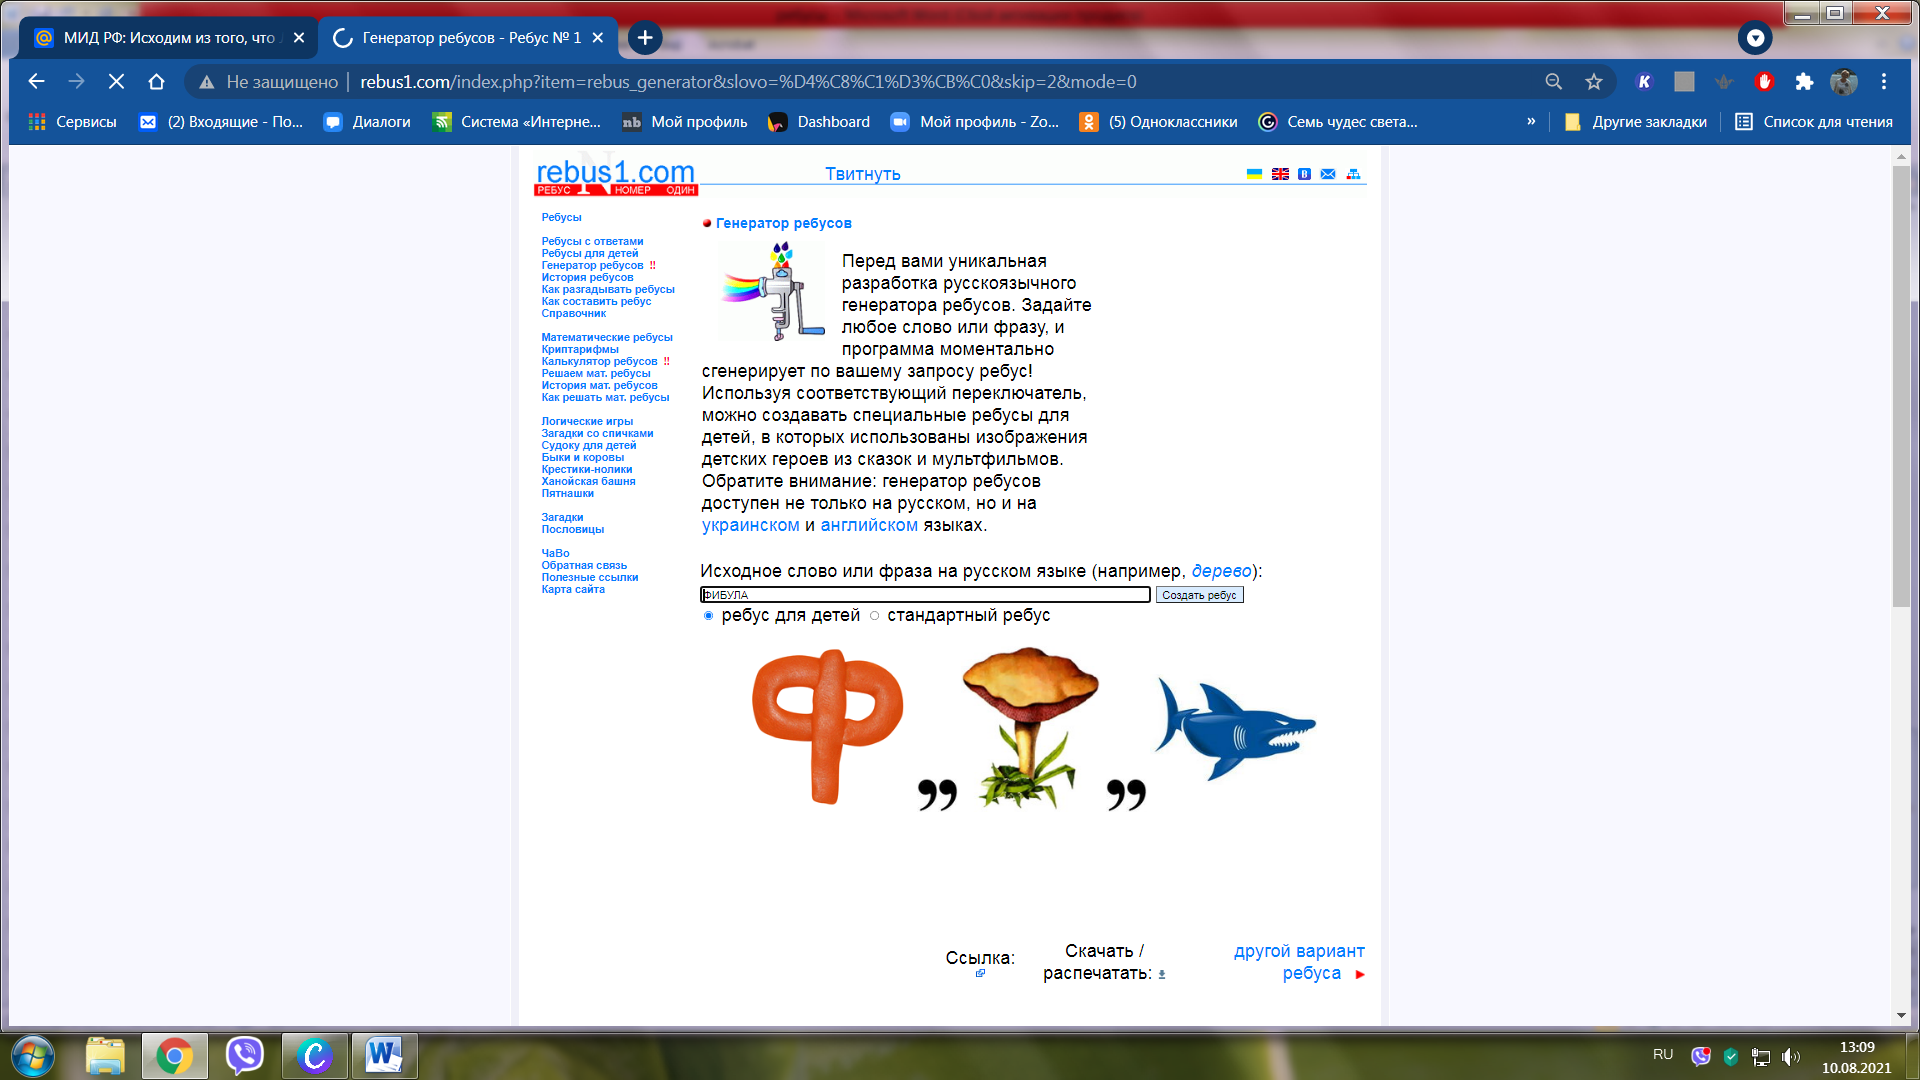 МИД РФ: Исходим из того, что
Генератор ребусов - Ребус № 1
Не защищено
rebus1.com/index.php?item=rebus_generator&slovo=%D4%C8%C1%D3%CB%C0&skip=2&mode=0
Сервисы
(2) Входящие - По...
Диалоги
Система «Интерне...
nb
Мой профиль
Dashboard
Мой профиль - Zo...
(5) Одноклассники
Семь чудес света...
»
Другие закладки
Список для чтения
rebus1.com
РЕБУС НОМЕР ОДИН
Твитнуть
Ребусы
Ребусы с ответами
Ребусы для детей
Генератор ребусов !!
История ребусов
Как разгадывать ребусы
Как составить ребус
Справочник
Математические ребусы
Криптарифмы
Калькулятор ребусов !!
Решаем мат. ребусы
История мат. ребусов
Как решать мат. ребусы
Логические игры
Загадки со спичками
Судоку для детей
Быки и коровы
Крестики-нолики
Ханойская башня
Пятнашки
Загадки
Пословицы
ЧаВо
Обратная связь
Полезные ссылки
Карта сайта
Генератор ребусов
Перед вами уникальная
разработка русскоязычного
генератора ребусов. Задайте
любое слово или фразу, и
программа моментально
сгенерирует по вашему запросу ребус!
Используя соответствующий переключатель,
можно создавать специальные ребусы для
детей, в которых использованы изображения
детских героев из сказок и мультфильмов.
Обратите внимание: генератор ребусов
доступен не только на русском, но и на
украинском и английском языках.
Исходное слово или фраза на русском языке (например, дерево):
ФИБУЛА
Создать ребус
ребус для детей стандартный ребус
Ф ,, ,,
Ссылка:
Скачать /
распечатать:
другой вариант
ребуса
RU
13:09
10.08.2021